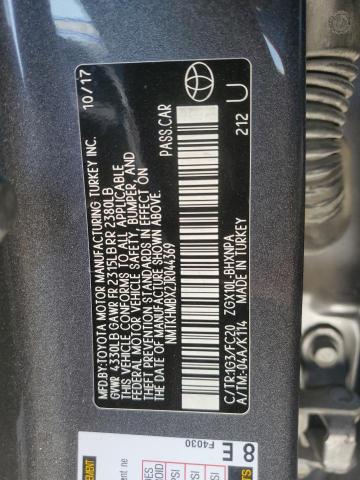 10/17
MFD.BY:TOYOTA MOTOR MANUFACTURING TURKEY INC.
GVWR 4330LB GAWR FR 2315LB RR 2380LB
THIS VEHICLE CONFORMS TO ALL APPLICABLE
FEDERAL MOTOR VEHICLE SAFETY, BUMPER, AND
THEFT PREVENTION STANDARDS IN EFFECT ON THE
DATE OF MANUFACTURE SHOWN ABOVE.
NMTKHMBX2JR044369 PASS.CAR
C/TR:1G3/FC20 ZGX10L-BHXNPA
A/TM:-04A/K114 MADE IN TURKEY 212 U
F4030